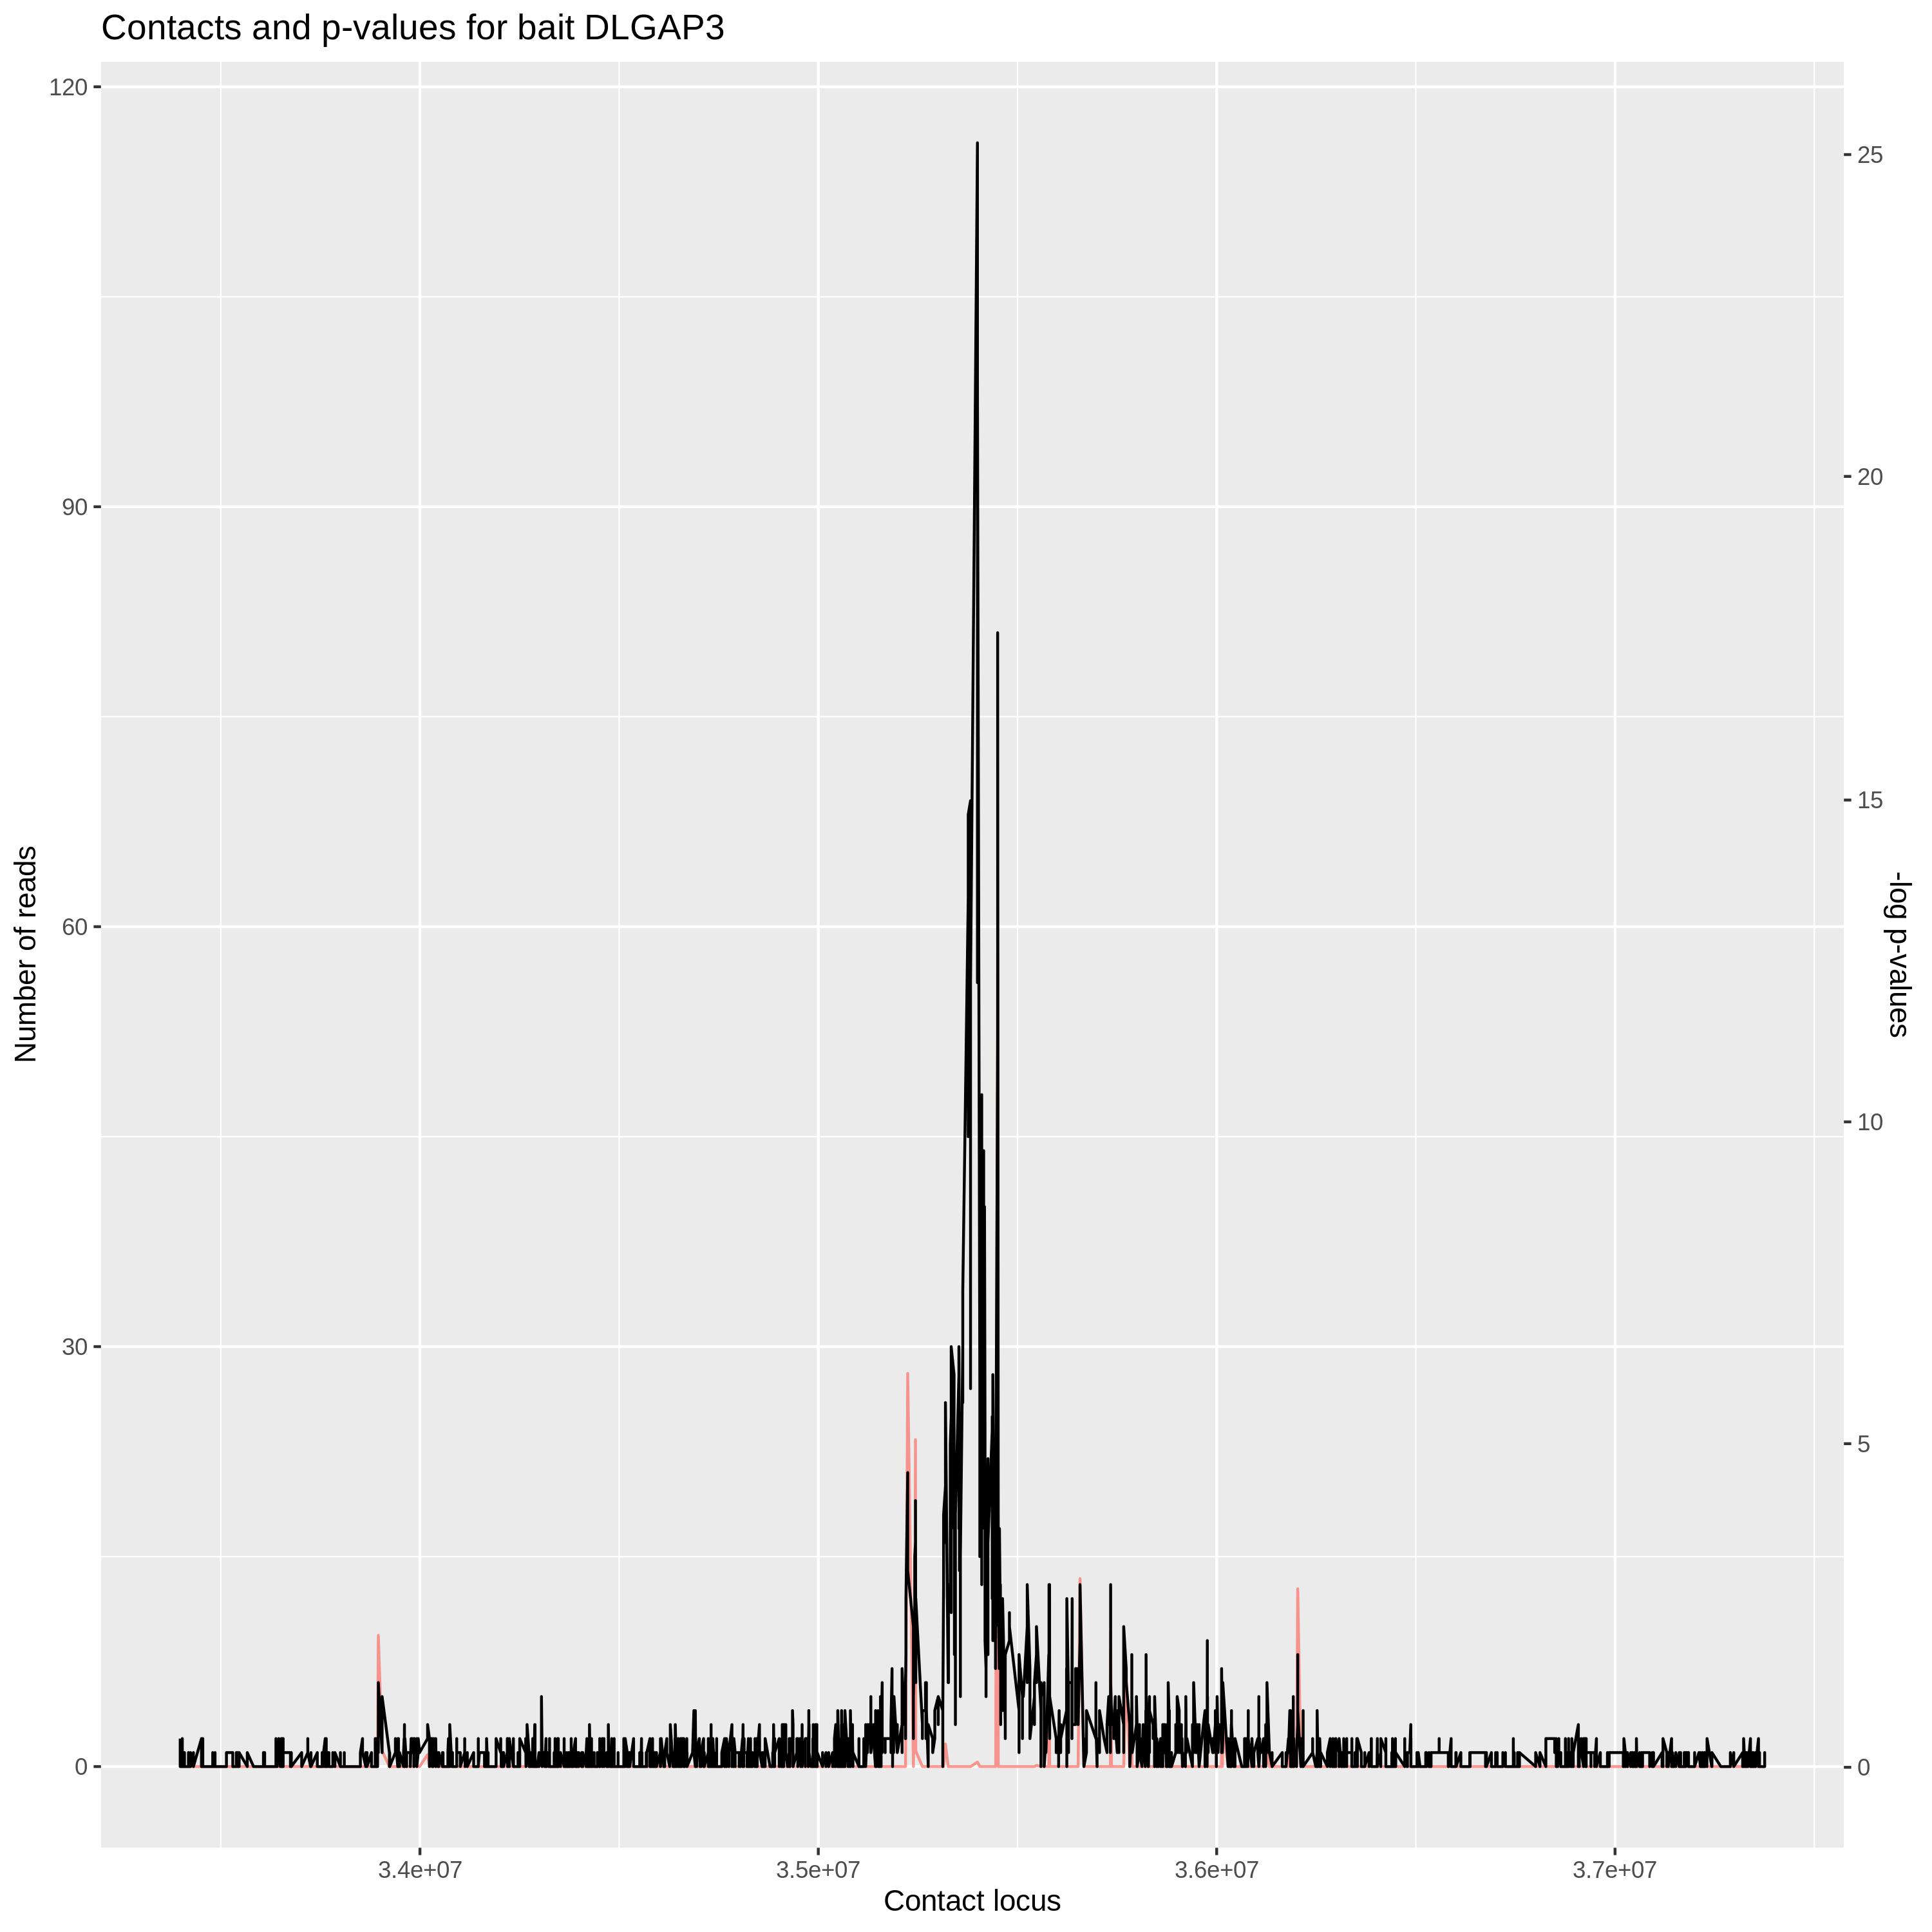 Contacts and p-values for bait DLGAP3
120
90
60
30
0
Number of reads
25
20
15
10
5
0
-log p-values
3.4e+07
3.5e+07
3.6e+07
3.7e+07
Contact locus